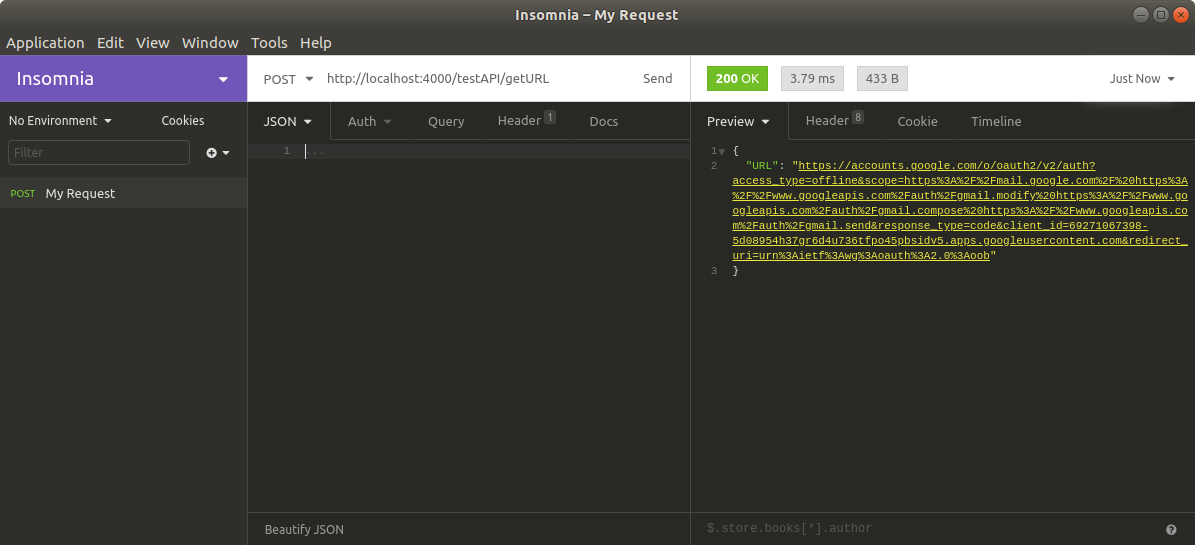 Insomnia – My Request
Application Edit View Window Tools Help
Insomnia
POST http://localhost:4000/testAPI/getURL Send
200 OK 3.79 ms 433 B Just Now
No Environment Cookies
JSON Auth Query Header 1 Docs
Preview Header 8 Cookie Timeline
Filter
POST My Request
1 ...
1 {
2 "URL": "https://accounts.google.com/o/oauth2/v2/auth?
access_type=offline&scope=https%3A%2F%2Fmail.google.com%2F%20https%3A
%2F%2Fwww.googleapis.com%2Fauth%2Fgmail.modify%20https%3A%2F%2Fwww.go
ogleapis.com%2Fauth%2Fgmail.compose%20https%3A%2F%2Fwww.googleapis.co
m%2Fauth%2Fgmail.send&response_type=code&client_id=69271067398-
5d08954h37gr6d4u736tfpo45pbsidv5.apps.googleusercontent.com&redirect_
uri=urn%3Aietf%3Awg%3Aoauth%3A2.0%3Aoob"
3 }
Beautify JSON
$.store.books[*].author